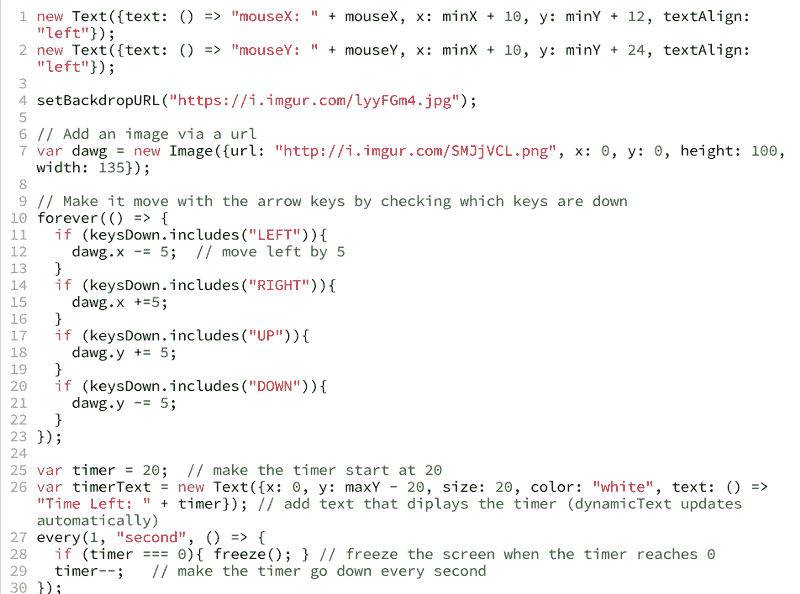 1 new Text({text: () => "mouseX: " + mouseX, x: minX + 10, y: minY + 12, textAlign:
"left"});
2 new Text({text: () => "mouseY: " + mouseY, x: minX + 10, y: minY + 24, textAlign:
"left"});
3
4 setBackdropURL("https://i.imgur.com/lyyFGm4.jpg");
5
6 // Add an image via a url
7 var dawg = new Image({url: "http://i.imgur.com/SMJjVCL.png", x: 0, y: 0, height: 100,
width: 135});
8
9 // Make it move with the arrow keys by checking which keys are down
10 forever(() => {
11   if (keysDown.includes("LEFT")){
12     dawg.x -= 5;  // move left by 5
13   }
14   if (keysDown.includes("RIGHT")){
15     dawg.x +=5;
16   }
17   if (keysDown.includes("UP")){
18     dawg.y += 5;
19   }
20   if (keysDown.includes("DOWN")){
21     dawg.y -= 5;
22   }
23 });
24
25 var timer = 20;  // make the timer start at 20
26 var timerText = new Text({x: 0, y: maxY - 20, size: 20, color: "white", text: () =>
"Time Left: " + timer}); // add text that diplays the timer (dynamicText updates
automatically)
27 every(1, "second", () => {
28   if (timer === 0){ freeze(); } // freeze the screen when the timer reaches 0
29   timer--;   // make the timer go down every second
30 });